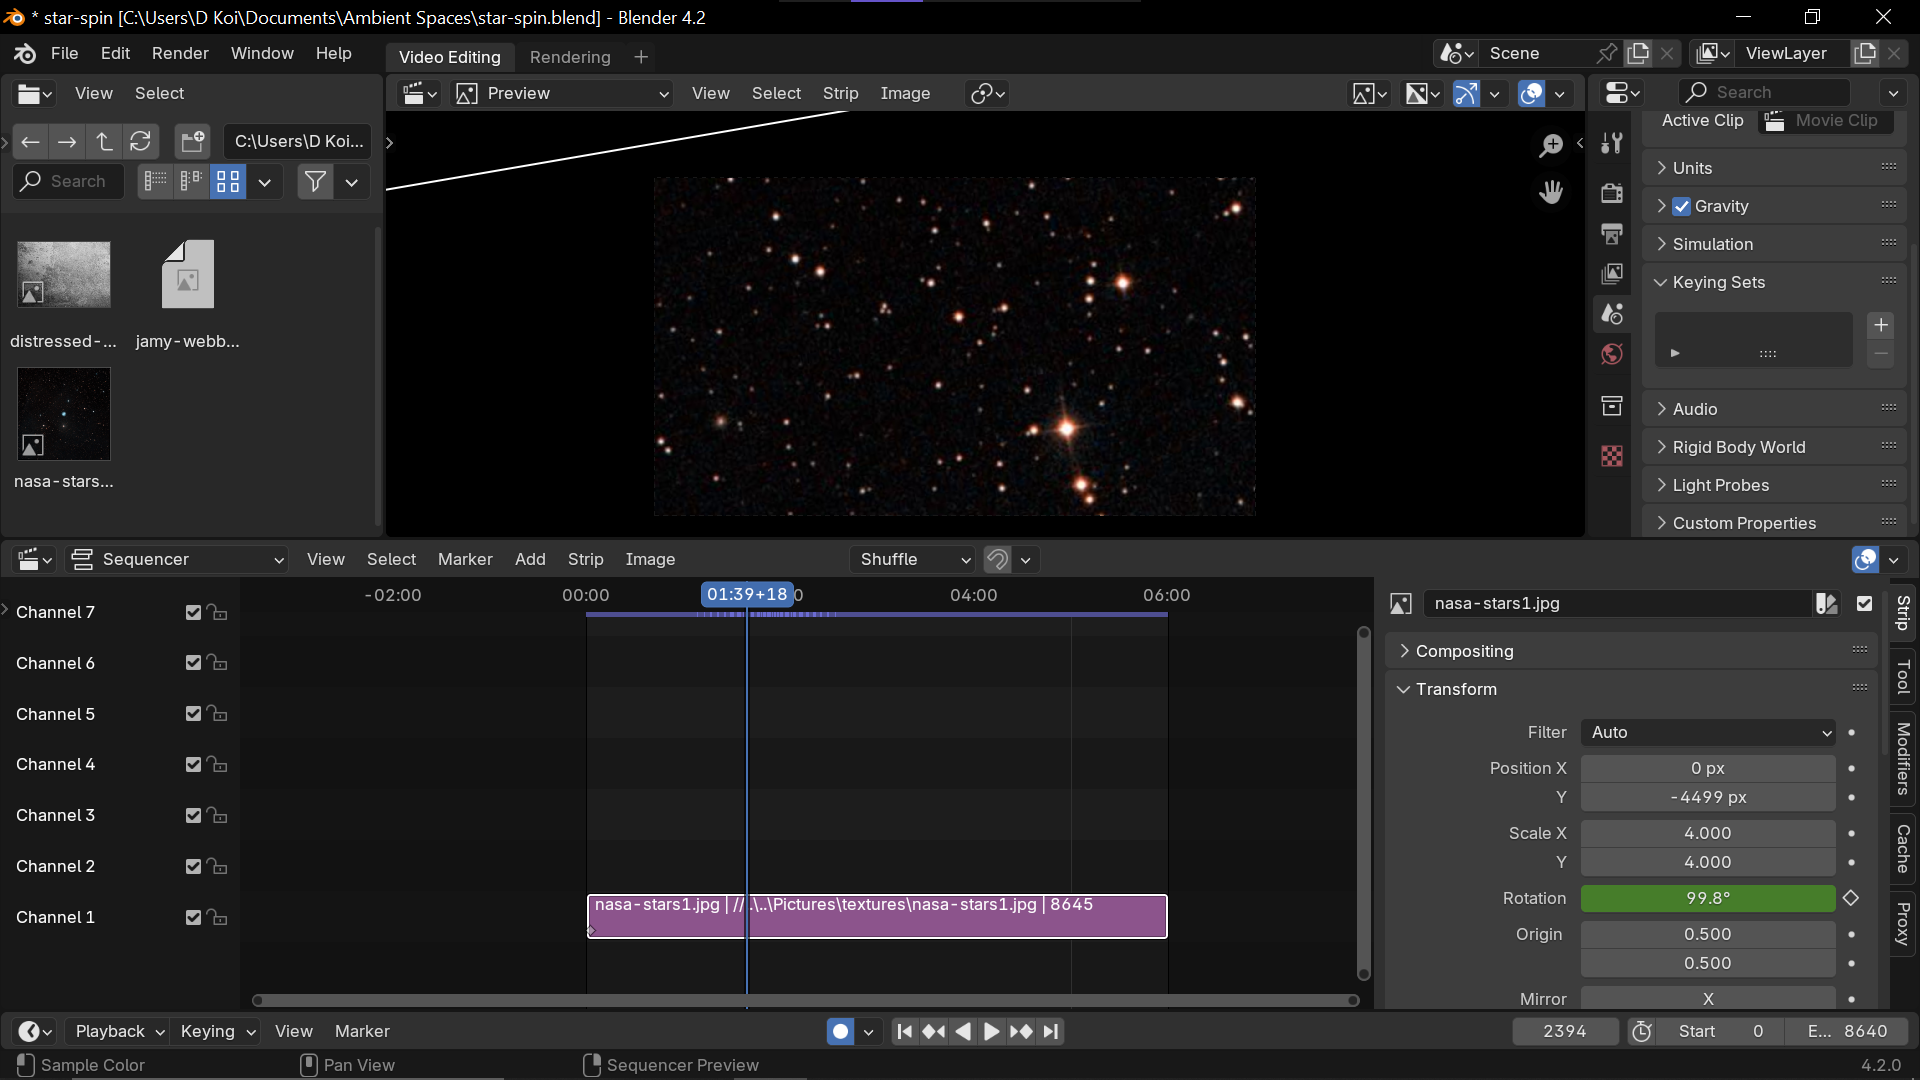 * star-spin [C:\Users\D Koi\Documents\Ambient Spaces\star-spin.blend] - Blender 4.2
File Edit Render Window Help
Video Editing Rendering
Scene
ViewLayer
View Select
Preview
View Select Strip Image
Search
C:\Users\D Koi...
Search
distressed-...
jamy-webb...
nasa-stars...
Active Clip
Movie Clip
Units
Gravity
Simulation
Keying Sets
Audio
Rigid Body World
Light Probes
Custom Properties
Sequencer
View Select Marker Add Strip Image
Shuffle
-02:00 00:00 01:39+18 04:00 06:00
Channel 7
Channel 6
Channel 5
Channel 4
Channel 3
Channel 2
Channel 1
nasa-stars1.jpg | //..\..\Pictures\textures\nasa-stars1.jpg | 8645
nasa-stars1.jpg
Compositing
Transform
Filter Auto
Position X 0 px
Y -4499 px
Scale X 4.000
Y 4.000
Rotation 99.8°
Origin 0.500
0.500
Mirror X
Strip
Tool
Modifiers
Cache
Proxy
Playback Keying View Marker
2394
Start 0
E... 8640
Sample Color
Pan View
Sequencer Preview
4.2.0